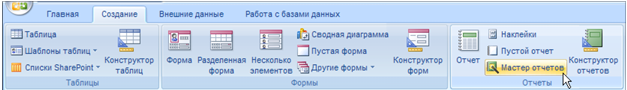 Главная Создание Внешние данные Работа с базами данных
Таблица
Шаблоны таблиц
Списки SharePoint
Конструктор таблиц
Таблицы
Форма
Разделенная форма
Несколько элементов
Сводная диаграмма
Пустая форма
Другие формы
Конструктор форм
Формы
Отчет
Наклейки
Пустой отчет
Мастер отчетов
Конструктор отчетов
Отчеты